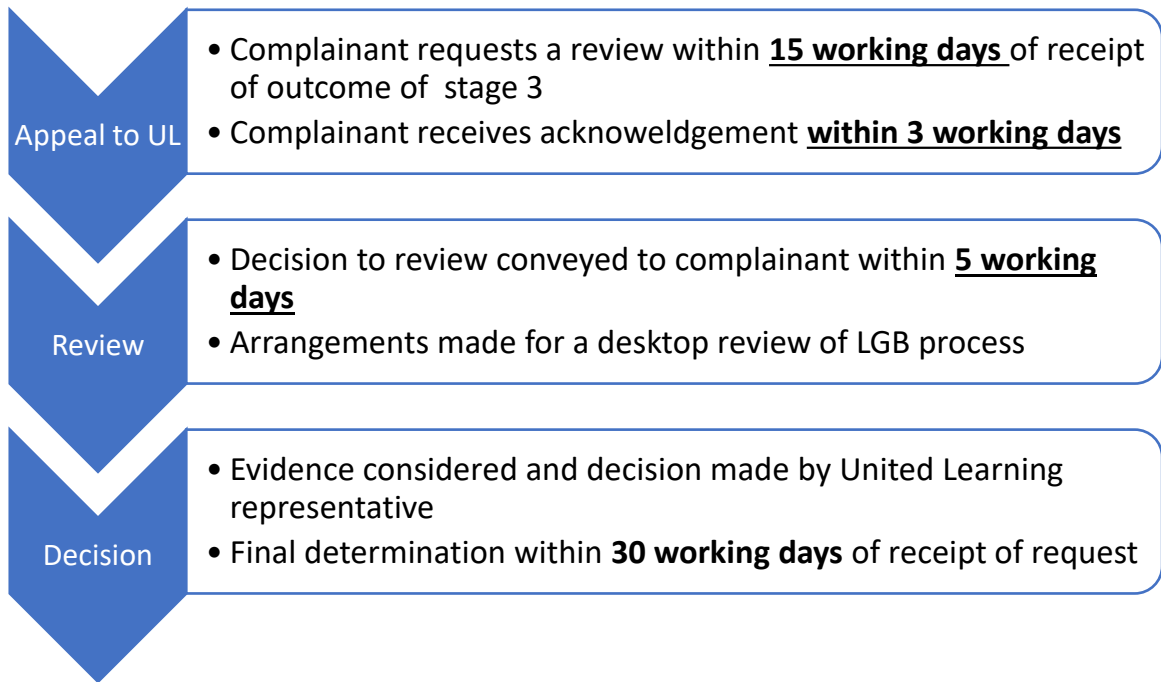 Appeal to UL
• Complainant requests a review within 15 working days of receipt
of outcome of  stage 3
• Complainant receives acknoweldgement within 3 working days
Review
• Decision to review conveyed to complainant within 5 working
days
• Arrangements made for a desktop review of LGB process
Decision
• Evidence considered and decision made by United Learning
representative
• Final determination within 30 working days of receipt of request